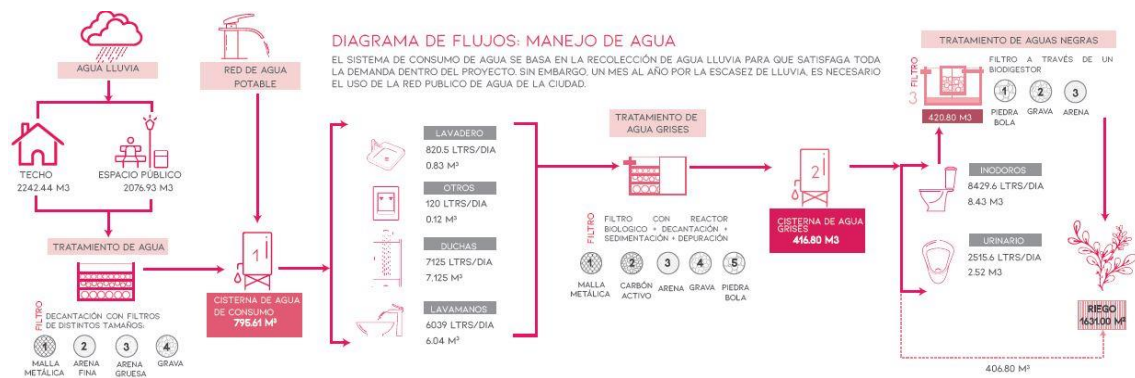 AGUA LLUVIA
RED DE AGUA
POTABLE
TECHO
2242.44 M3
ESPACIO PÚBLICO
2076.93 M3
TRATAMIENTO DE AGUA
FILTRO
DECANTACIÓN CON FILTROS
DE DISTINTOS TAMAÑOS:
1
2
3
4
MALLA
METÁLICA
ARENA
FINA
ARENA
GRUESA
GRAVA
1
CISTERNA DE AGUA
DE CONSUMO
795.61 M³
DIAGRAMA DE FLUJOS: MANEJO DE AGUA
EL SISTEMA DE CONSUMO DE AGUA SE BASA EN LA RECOLECCIÓN DE AGUA LLUVIA PARA QUE SATISFAGA TODA
LA DEMANDA DENTRO DEL PROYECTO. SIN EMBARGO, UN MES AL AÑO POR LA ESCASEZ DE LLUVIA, ES NECESARIO
EL USO DE LA RED PUBLICO DE AGUA DE LA CIUDAD.
LAVADERO
820.5 LTRS/DIA
0.83 M³
OTROS
120 LTRS/DIA
0.12 M³
DUCHAS
7125 LTRS/DIA
7.125 M³
LAVAMANOS
6039 LTRS/DIA
6.04 M³
TRATAMIENTO DE
AGUA GRISES
FILTRO
FILTRO CON REACTOR
BIOLOGICO + DECANTACIÓN +
SEDIMENTACIÓN + DEPURACIÓN
1
2
3
4
5
MALLA
METÁLICA
CARBÓN
ACTIVO
ARENA
GRAVA
PIEDRA
BOLA
2
CISTERNA DE AGUA
GRISES
416.80 M3
TRATAMIENTO DE AGUAS NEGRAS
3 FILTRO
FILTRO A TRAVÉS DE UN
BIODIGESTOR
420.80 M3
1
2
3
PIEDRA
BOLA
GRAVA
ARENA
INODOROS
8429.6 LTRS/DIA
8.43 M3
URINARIO
2515.6 LTRS/DIA
2.52 M3
RIEGO
1631.00 M³
406.80 M³